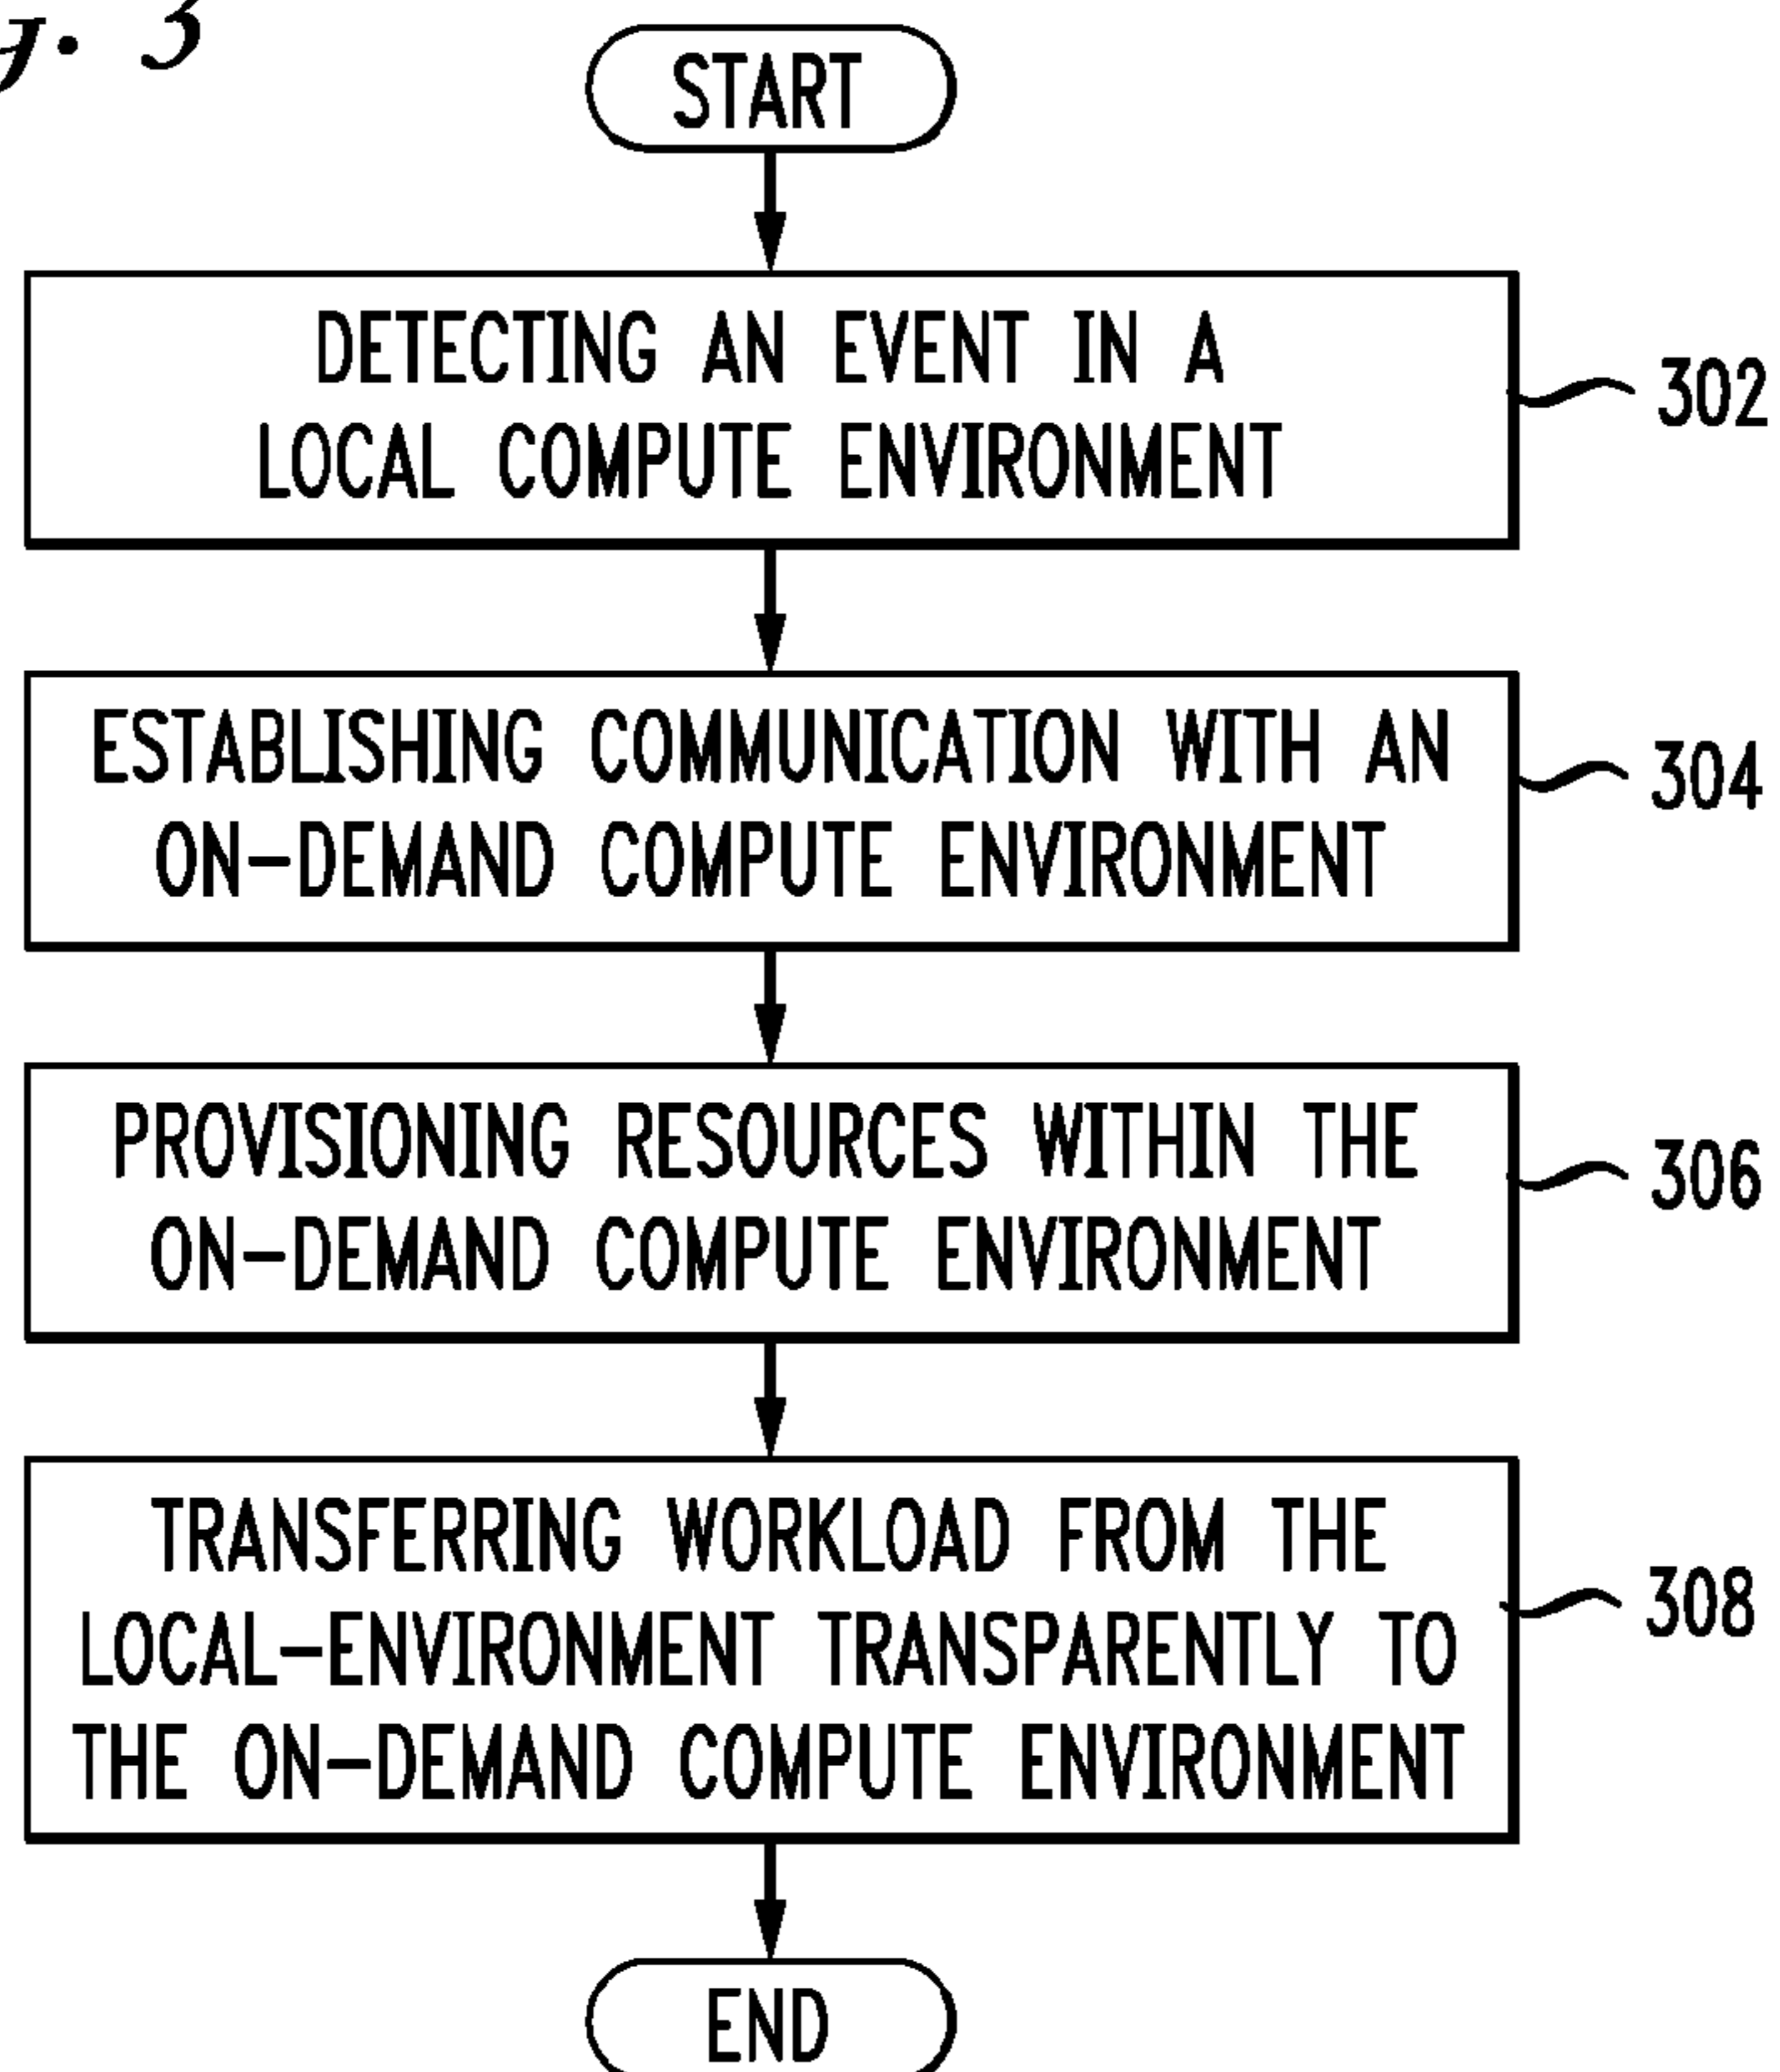 g. 3
START
DETECTING AN EVENT IN A
LOCAL COMPUTE ENVIRONMENT
302
ESTABLISHING COMMUNICATION WITH AN
ON-DEMAND COMPUTE ENVIRONMENT
304
PROVISIONING RESOURCES WITHIN THE
ON-DEMAND COMPUTE ENVIRONMENT
306
TRANSFERRING WORKLOAD FROM THE
LOCAL-ENVIRONMENT TRANSPARENTLY TO
THE ON-DEMAND COMPUTE ENVIRONMENT
308
END